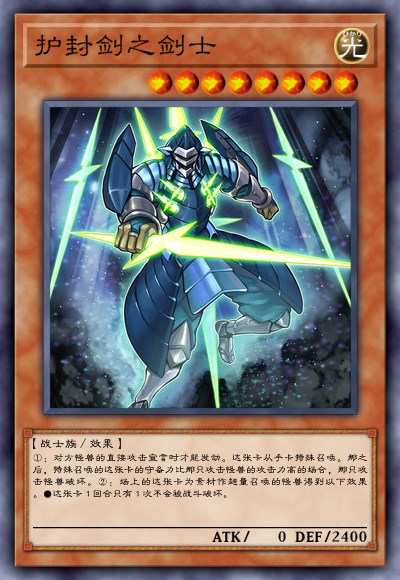 护封剑之剑士
ひかり
光
【战士族／效果】
①：对方怪兽的直接攻击宣言时才能发动。这张卡从手卡特殊召唤。那之
后，特殊召唤的这张卡的守备力比那只攻击怪兽的攻击力高的场合，那只攻
击怪兽破坏。②：场上的这张卡为素材作超量召唤的怪兽得到以下效
果。●这张卡1回合只有1次不会被战斗破坏。
ATK/ 0 DEF/2400